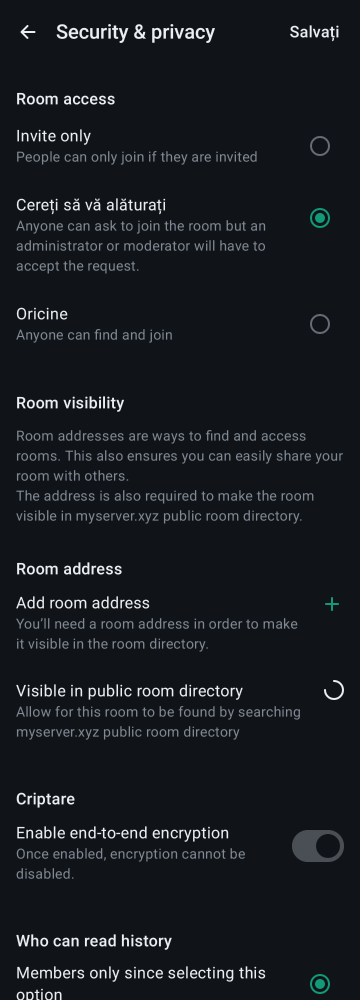 Security & privacy
Salvați
Room access
Invite only
People can only join if they are invited
Cereți să vă alăturați
Anyone can ask to join the room but an
administrator or moderator will have to
accept the request.
Oricine
Anyone can find and join
Room visibility
Room addresses are ways to find and access
rooms. This also ensures you can easily share your
room with others.
The address is also required to make the room
visible in myserver.xyz public room directory.
Room address
Add room address
You'll need a room address in order to make
it visible in the room directory.
Visible in public room directory
Allow for this room to be found by searching
myserver.xyz public room directory
Criptare
Enable end-to-end encryption
Once enabled, encryption cannot be
disabled.
Who can read history
Members only since selecting this
option